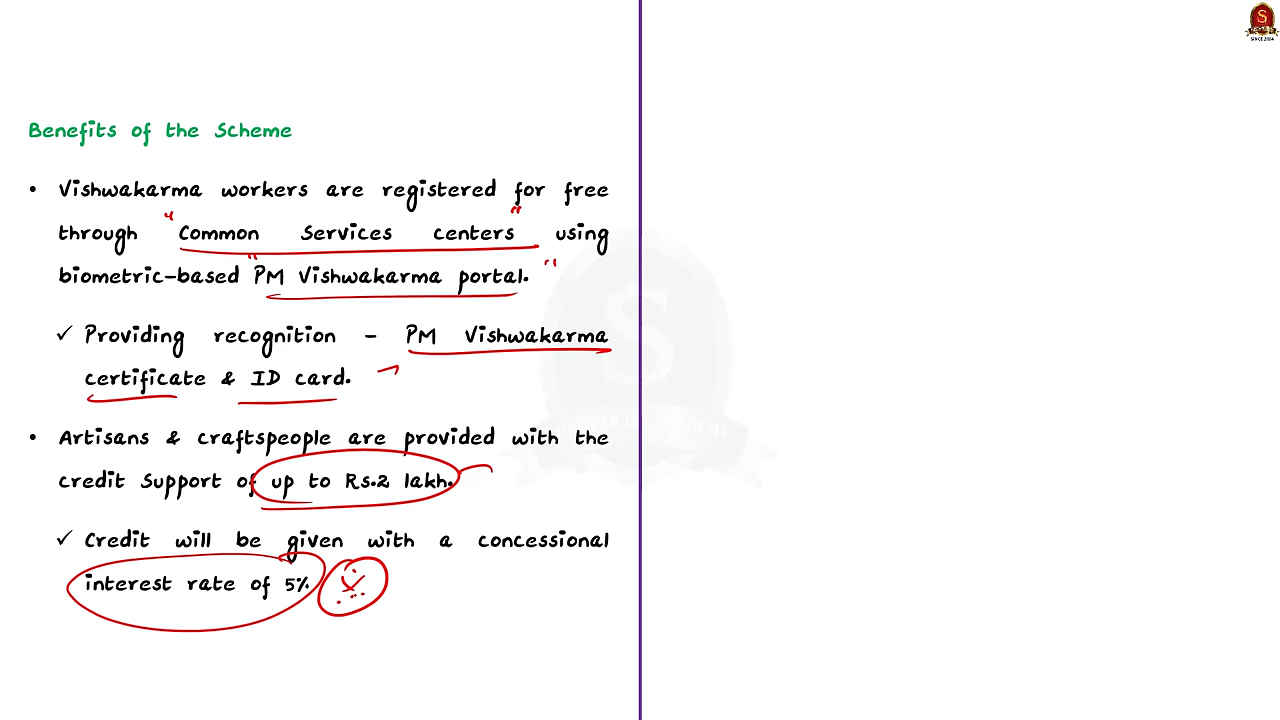 Benefits of the Scheme
• Vishwakarma workers are registered for free
through "Common Services centers" using
biometric-based "PM Vishwakarma portal."
✓ Providing recognition – PM Vishwakarma
certificate & ID card.
• Artisans & craftspeople are provided with the
credit support of up to Rs.2 lakh.
✓ Credit will be given with a concessional
interest rate of 5%
S
SINCE 2004
S